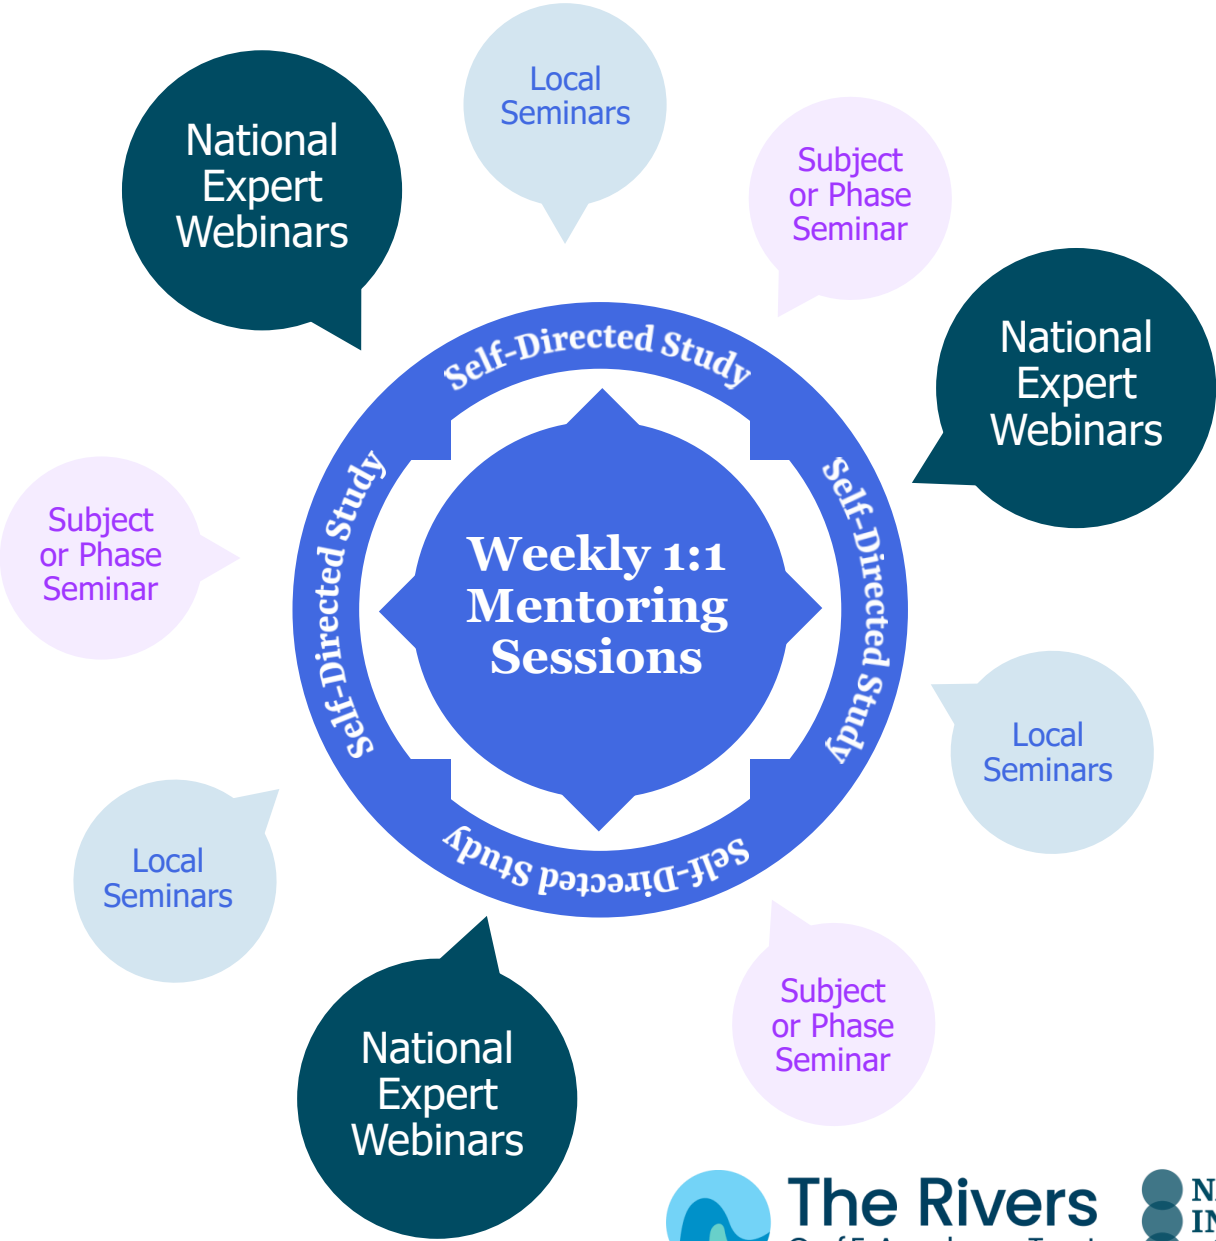 Local
Seminars
National
Expert
Webinars
Subject
or Phase
Seminar
National
Expert
Webinars
Self-Directed Study
Self-Directed Study
Self-Directed Study
Weekly 1:1
Mentoring
Sessions
Subject
or Phase
Seminar
Local
Seminars
Local
Seminars
Self-Directed Study
Subject
or Phase
Seminar
National
Expert
Webinars
The Rivers